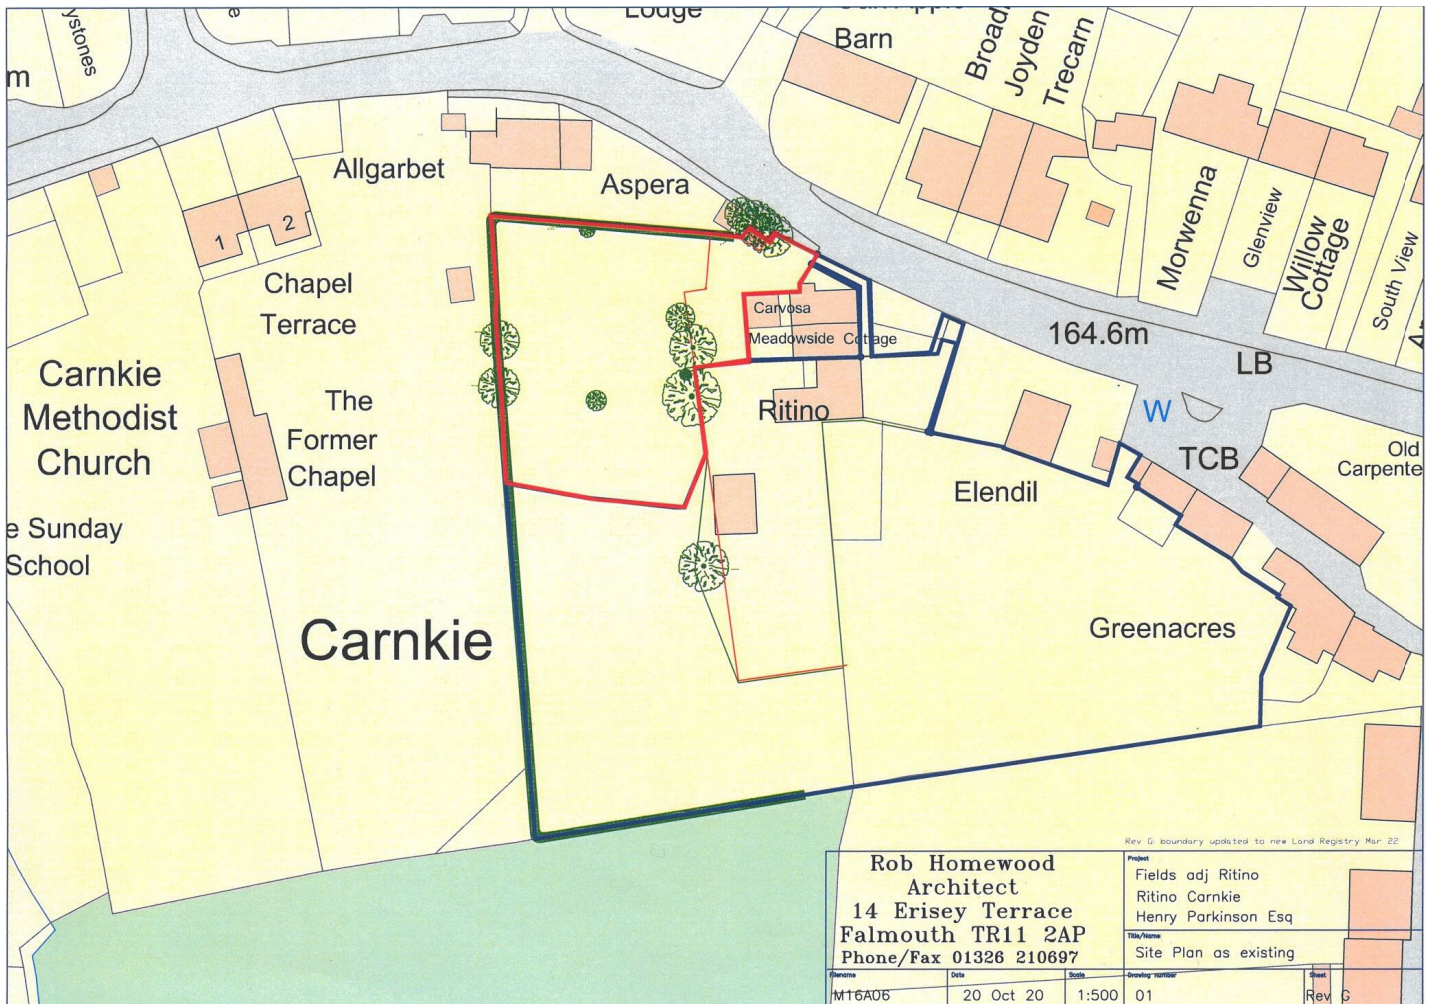 ystones
e
Lodge
Barn
Broad
Joyden
Trecarn
m
Allgarbet
Aspera
1
2
Morwenna
Glenview
Willow
Cottage
South View
Chapel
Terrace
Carvosa
Meadowside Cottage
164.6m
LB
Carnkie
Methodist
Church
The
Former
Chapel
Ritino
W
TCB
Old
Carpente
Elendil
e Sunday
School
Carnkie
Greenacres
Rev G boundary updated to new Land Registry Mar 22
Rob Homewood
Architect
14 Erisey Terrace
Falmouth TR11 2AP
Phone/Fax 01326 210697
Project
Fields adj Ritino
Ritino Carnkie
Henry Parkinson Esq
Title/Name
Site Plan as existing
Filename
M16A06
Date
20 Oct 20
Scale
1:500
Drawing number
01
Sheet
Rev G